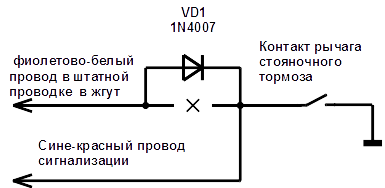 VD1
1N4007
фиолетово-белый
провод в штатной
проводке в жгут
Контакт рычага
стояночного
тормоза
Сине-красный провод
сигнализации